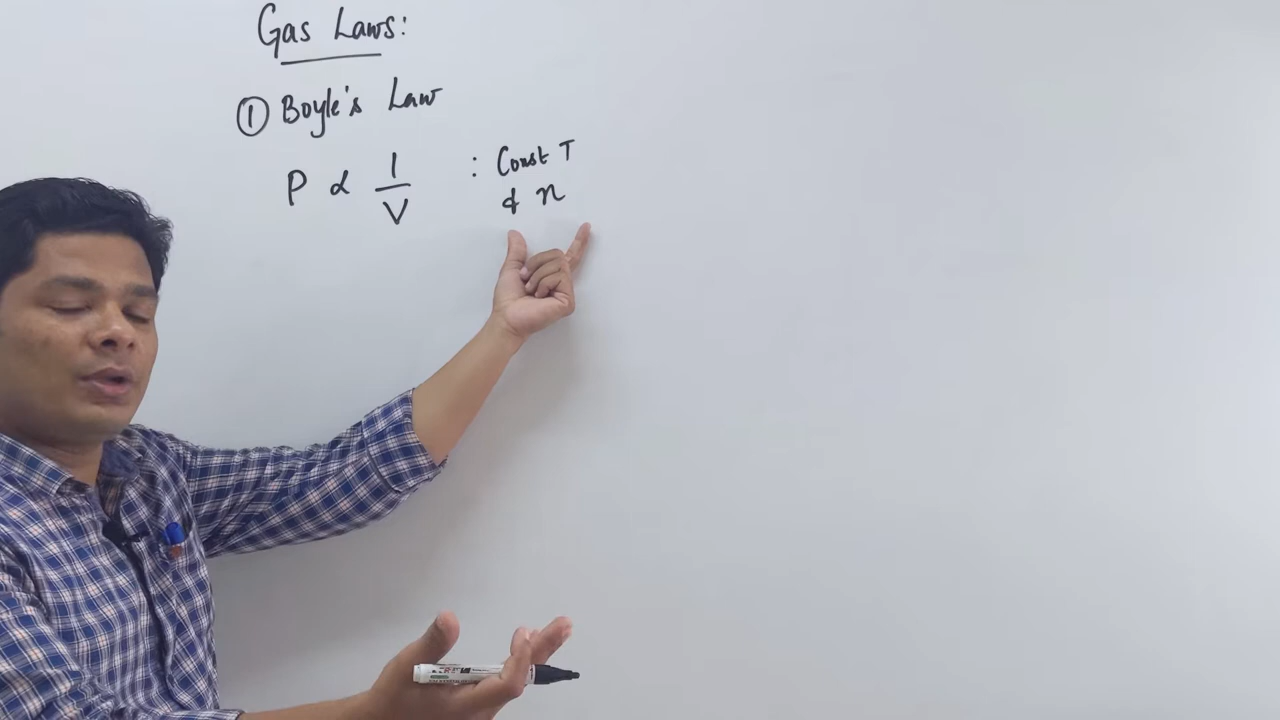 Gas Laws:
① Boyle's Law
P ∝ 1/V : Const T
& n